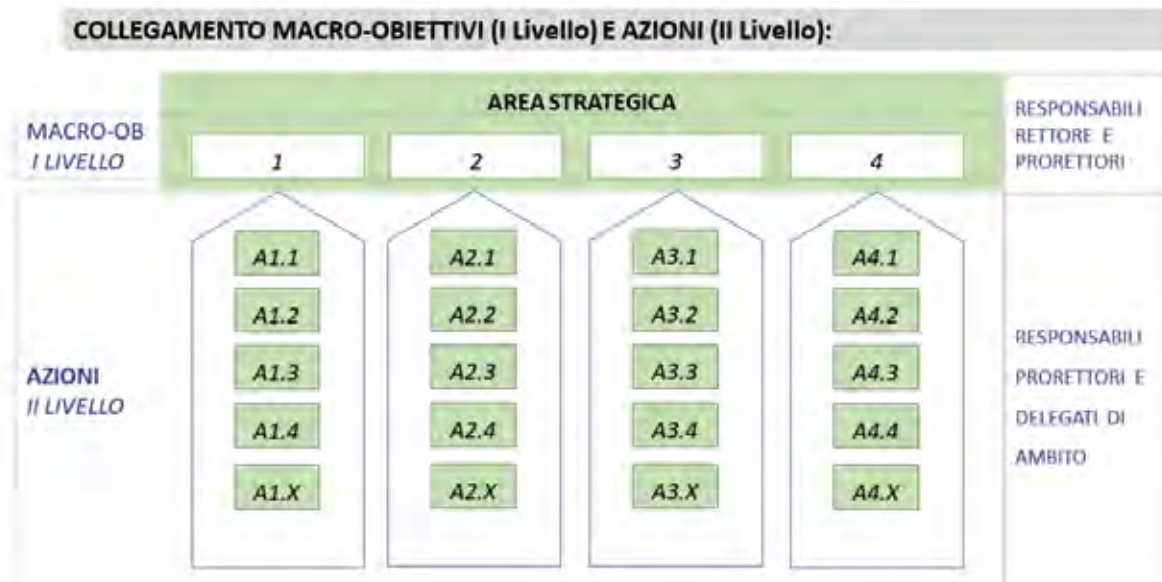 COLLEGAMENTO MACRO-OBIETTIVI (I Livello) E AZIONI (II Livello):
AREA STRATEGICA
MACRO-OB
I LIVELLO
1 2 3 4
RESPONSABILI
RETTORE E
PRORETTORI
A1.1 A2.1 A3.1 A4.1
A1.2 A2.2 A3.2 A4.2
A1.3 A2.3 A3.3 A4.3
A1.4 A2.4 A3.4 A4.4
A1.X A2.X A3.X A4.X
AZIONI
II LIVELLO
RESPONSABILI
PRORETTORI E
DELEGATI DI
AMBITO